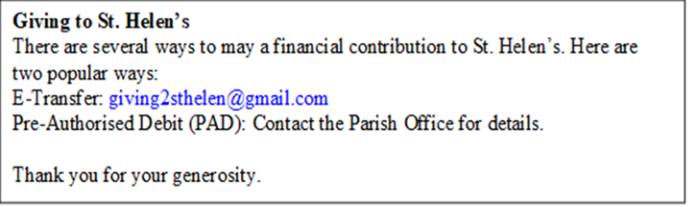 Giving to St. Helen’s
There are several ways to may a financial contribution to St. Helen’s. Here are
two popular ways:
E-Transfer: giving2sthelen@gmail.com
Pre-Authorised Debit (PAD): Contact the Parish Office for details.
Thank you for your generosity.